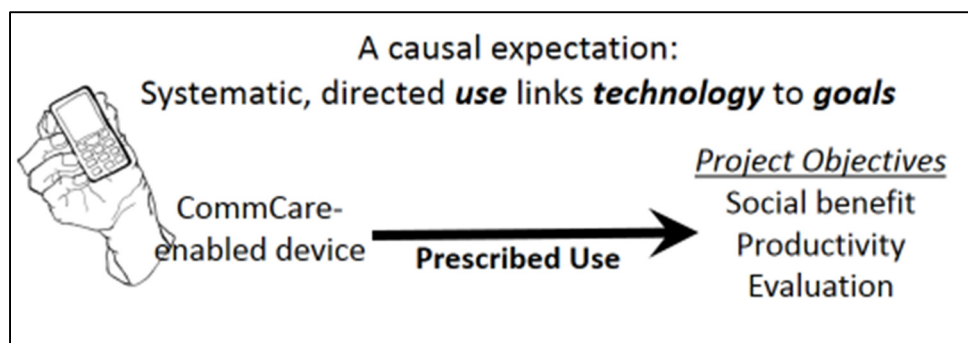 A causal expectation:
Systematic, directed use links technology to goals
CommCare-
enabled device
Prescribed Use
Project Objectives
Social benefit
Productivity
Evaluation